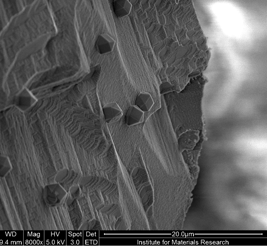 WD Mag HV Spot Det 20.0µm
9.4 mm 8000x 5.0 kV 3.0 ETD Institute for Materials Research